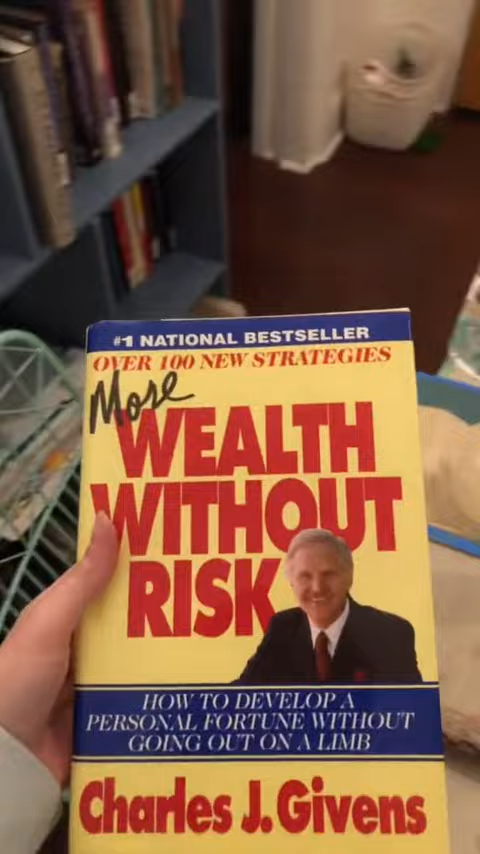 #1 NATIONAL BESTSELLER
OVER 100 NEW STRATEGIES
More
WEALTH
WITHOUT
RISK
HOW TO DEVELOP A
PERSONAL FORTUNE WITHOUT
GOING OUT ON A LIMB
Charles J. Givens